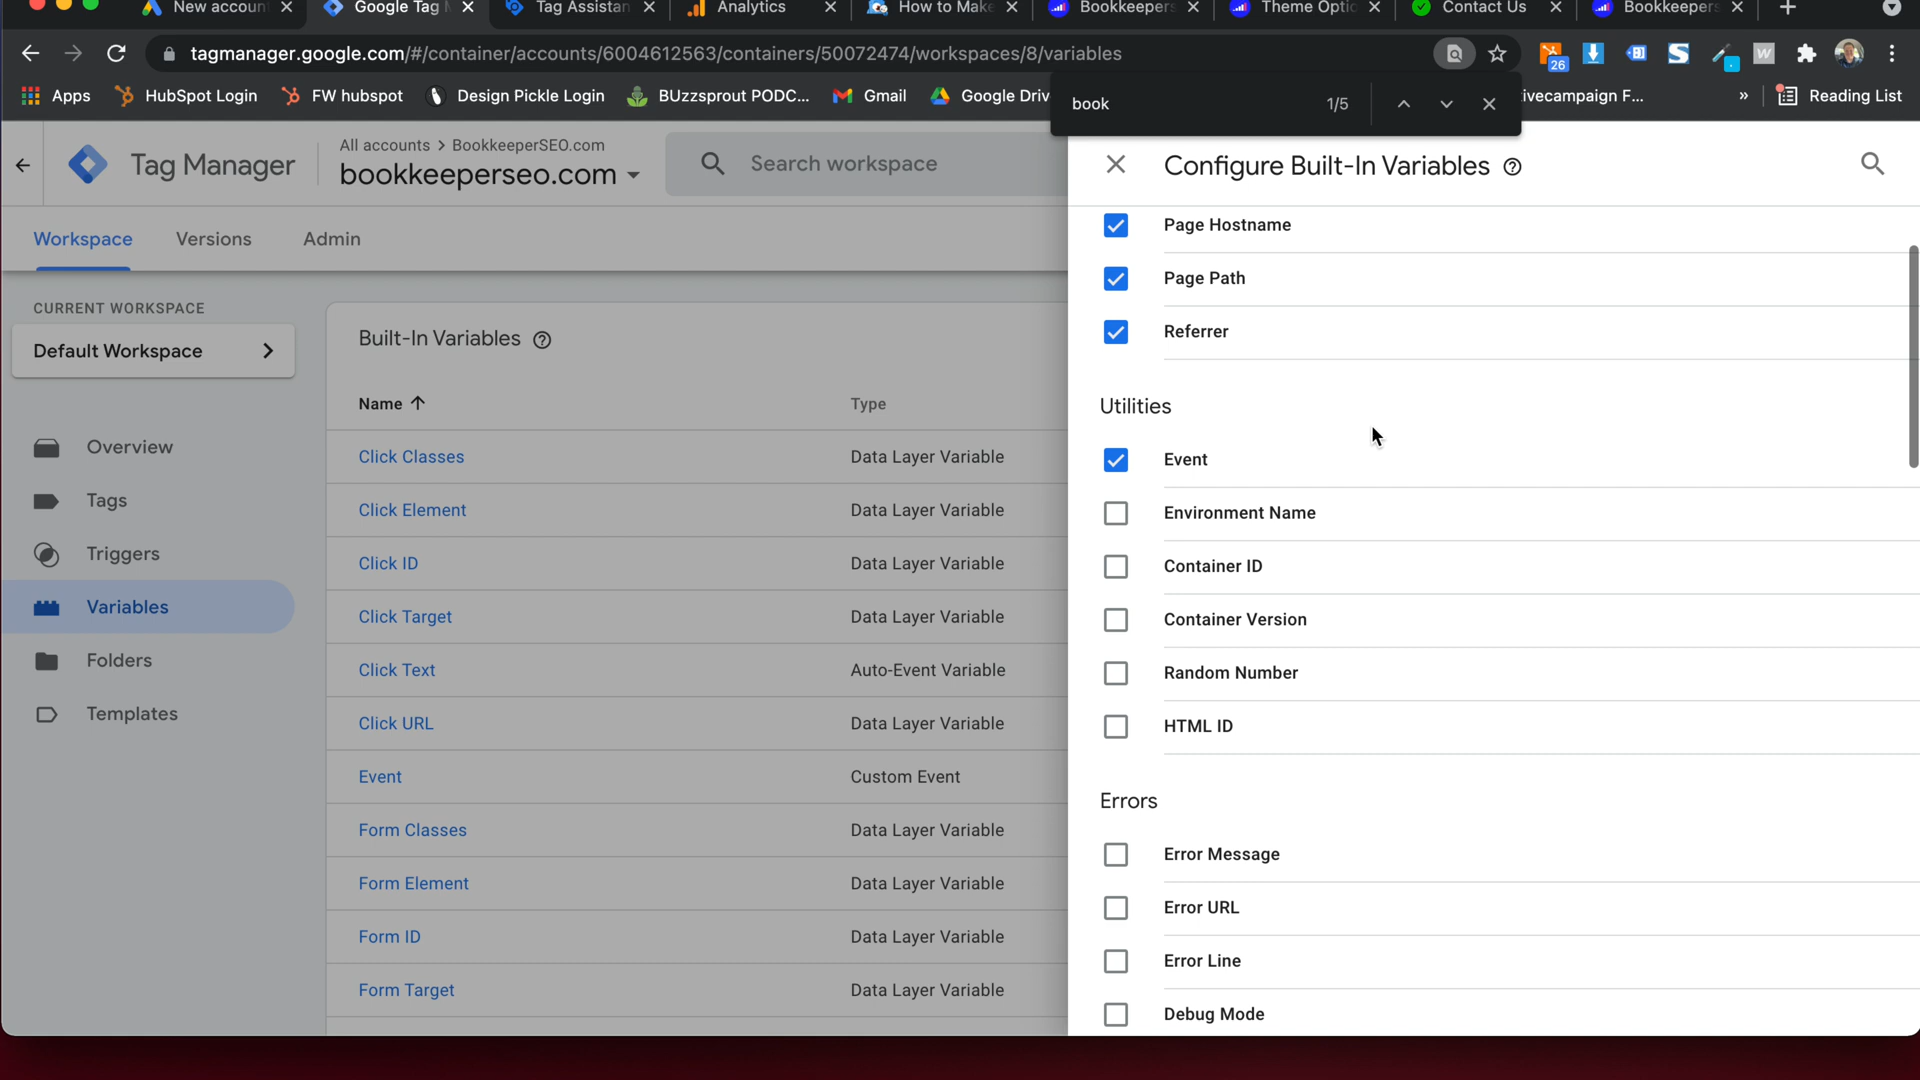 New accoun
Google Tag M
Tag Assistan
Analytics
How to Make
Bookkeepers
Theme Optio
Contact Us
Bookkeepers
tagmanager.google.com/#/container/accounts/6004612563/containers/50072474/workspaces/8/variables
26
Apps
HubSpot Login
FW hubspot
Design Pickle Login
BUzzsprout PODC...
Gmail
Google Driv
ivecampaign F...
»
Reading List
book
1/5
Tag Manager
All accounts > BookkeeperSEO.com
bookkeeperseo.com
Search workspace
Configure Built-In Variables
Workspace
Versions
Admin
CURRENT WORKSPACE
Default Workspace
Overview
Tags
Triggers
Variables
Folders
Templates
Built-In Variables
Name
Type
Click Classes
Data Layer Variable
Click Element
Data Layer Variable
Click ID
Data Layer Variable
Click Target
Data Layer Variable
Click Text
Auto-Event Variable
Click URL
Data Layer Variable
Event
Custom Event
Form Classes
Data Layer Variable
Form Element
Data Layer Variable
Form ID
Data Layer Variable
Form Target
Data Layer Variable
Page Hostname
Page Path
Referrer
Utilities
Event
Environment Name
Container ID
Container Version
Random Number
HTML ID
Errors
Error Message
Error URL
Error Line
Debug Mode